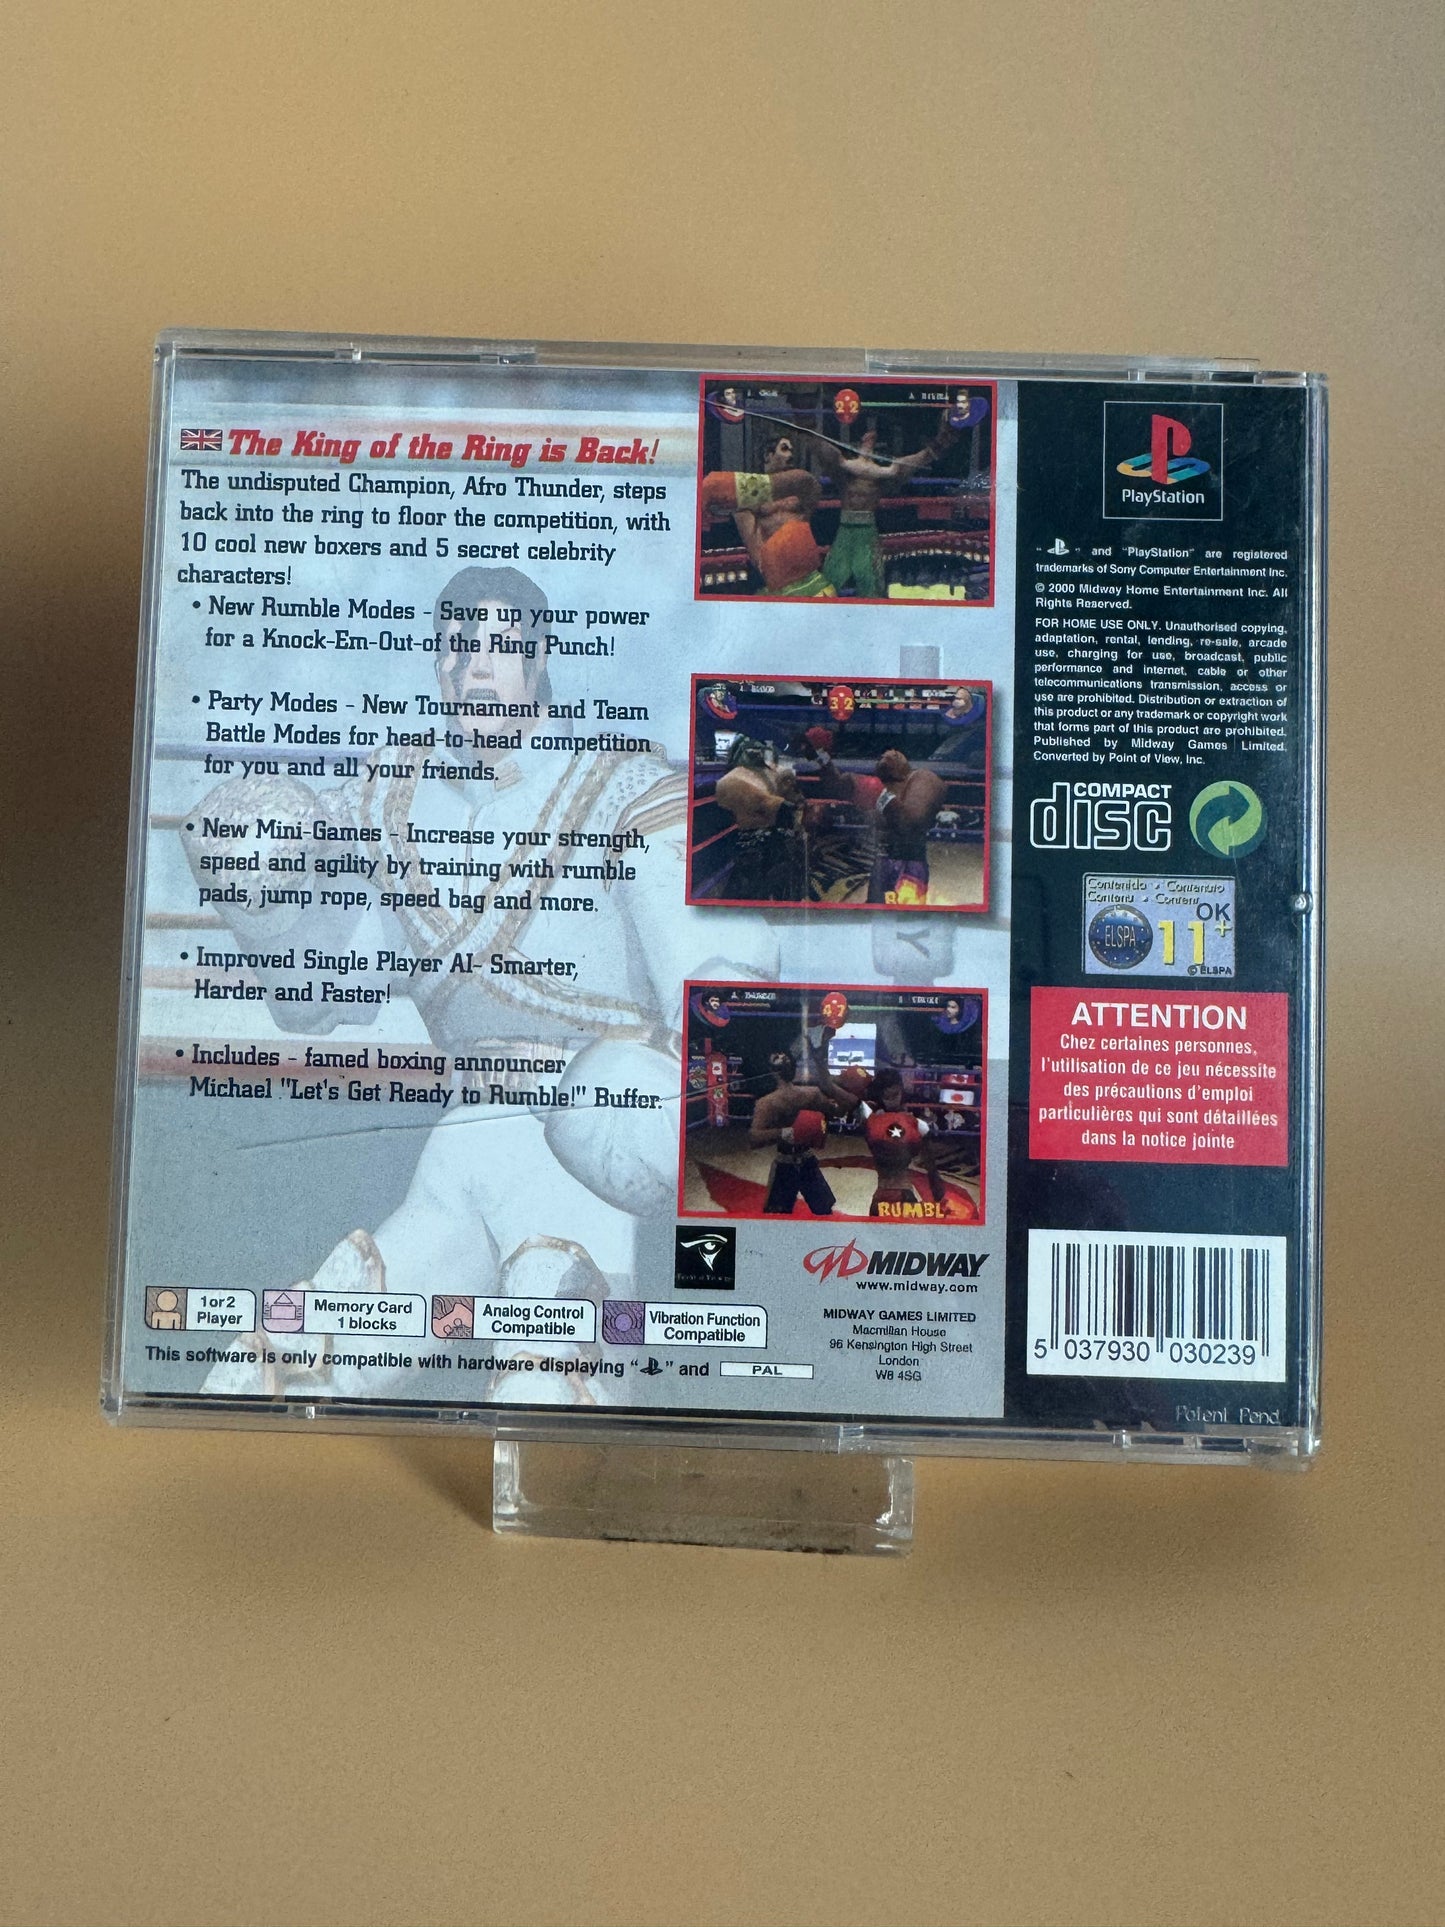 The King of the Ring is Back!
The undisputed Champion, Afro Thunder, steps
back into the ring to floor the competition, with
10 cool new boxers and 5 secret celebrity
characters!
• New Rumble Modes - Save up your power
for a Knock-Em-Out-of the Ring Punch!
• Party Modes - New Tournament and Team
Battle Modes for head-to-head competition
for you and all your friends.
• New Mini-Games - Increase your strength,
speed and agility by training with rumble
pads, jump rope, speed bag and more.
• Improved Single Player AI- Smarter,
Harder and Faster!
• Includes - famed boxing announcer
Michael "Let's Get Ready to Rumble!" Buffer.
22
32
47
RUMBL
MIDWAY
www.midway.com
MIDWAY GAMES LIMITED
Macmillan House
96 Kensington High Street
London
W8 4SG
1 or 2
Player
Memory Card
1 blocks
Analog Control
Compatible
Vibration Function
Compatible
This software is only compatible with hardware displaying " " and PAL
PlayStation
" " and "PlayStation" are registered
trademarks of Sony Computer Entertainment Inc.
© 2000 Midway Home Entertainment Inc. All
Rights Reserved.
FOR HOME USE ONLY. Unauthorised copying,
adaptation, rental, lending, re-sale, arcade
use, charging for use, broadcast, public
performance and internet, cable or other
telecommunications transmission, access or
use are prohibited. Distribution or extraction of
this product or any trademark or copyright work
that forms part of this product are prohibited.
Published by Midway Games Limited.
Converted by Point of View, Inc.
COMPACT
disc
Contenido • Contenuto
Contenu • Content
OK
ELSPA
11+
© ELSPA
ATTENTION
Chez certaines personnes,
l'utilisation de ce jeu nécessite
des précautions d'emploi
particulières qui sont détaillées
dans la notice jointe
5 037930 030239
Patent Pend